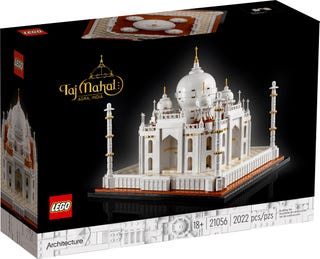 Taj Mahal
AGRA, INDIA
LEGO
LEGO
Architecture
18+
21056
2022 pcs/pzs